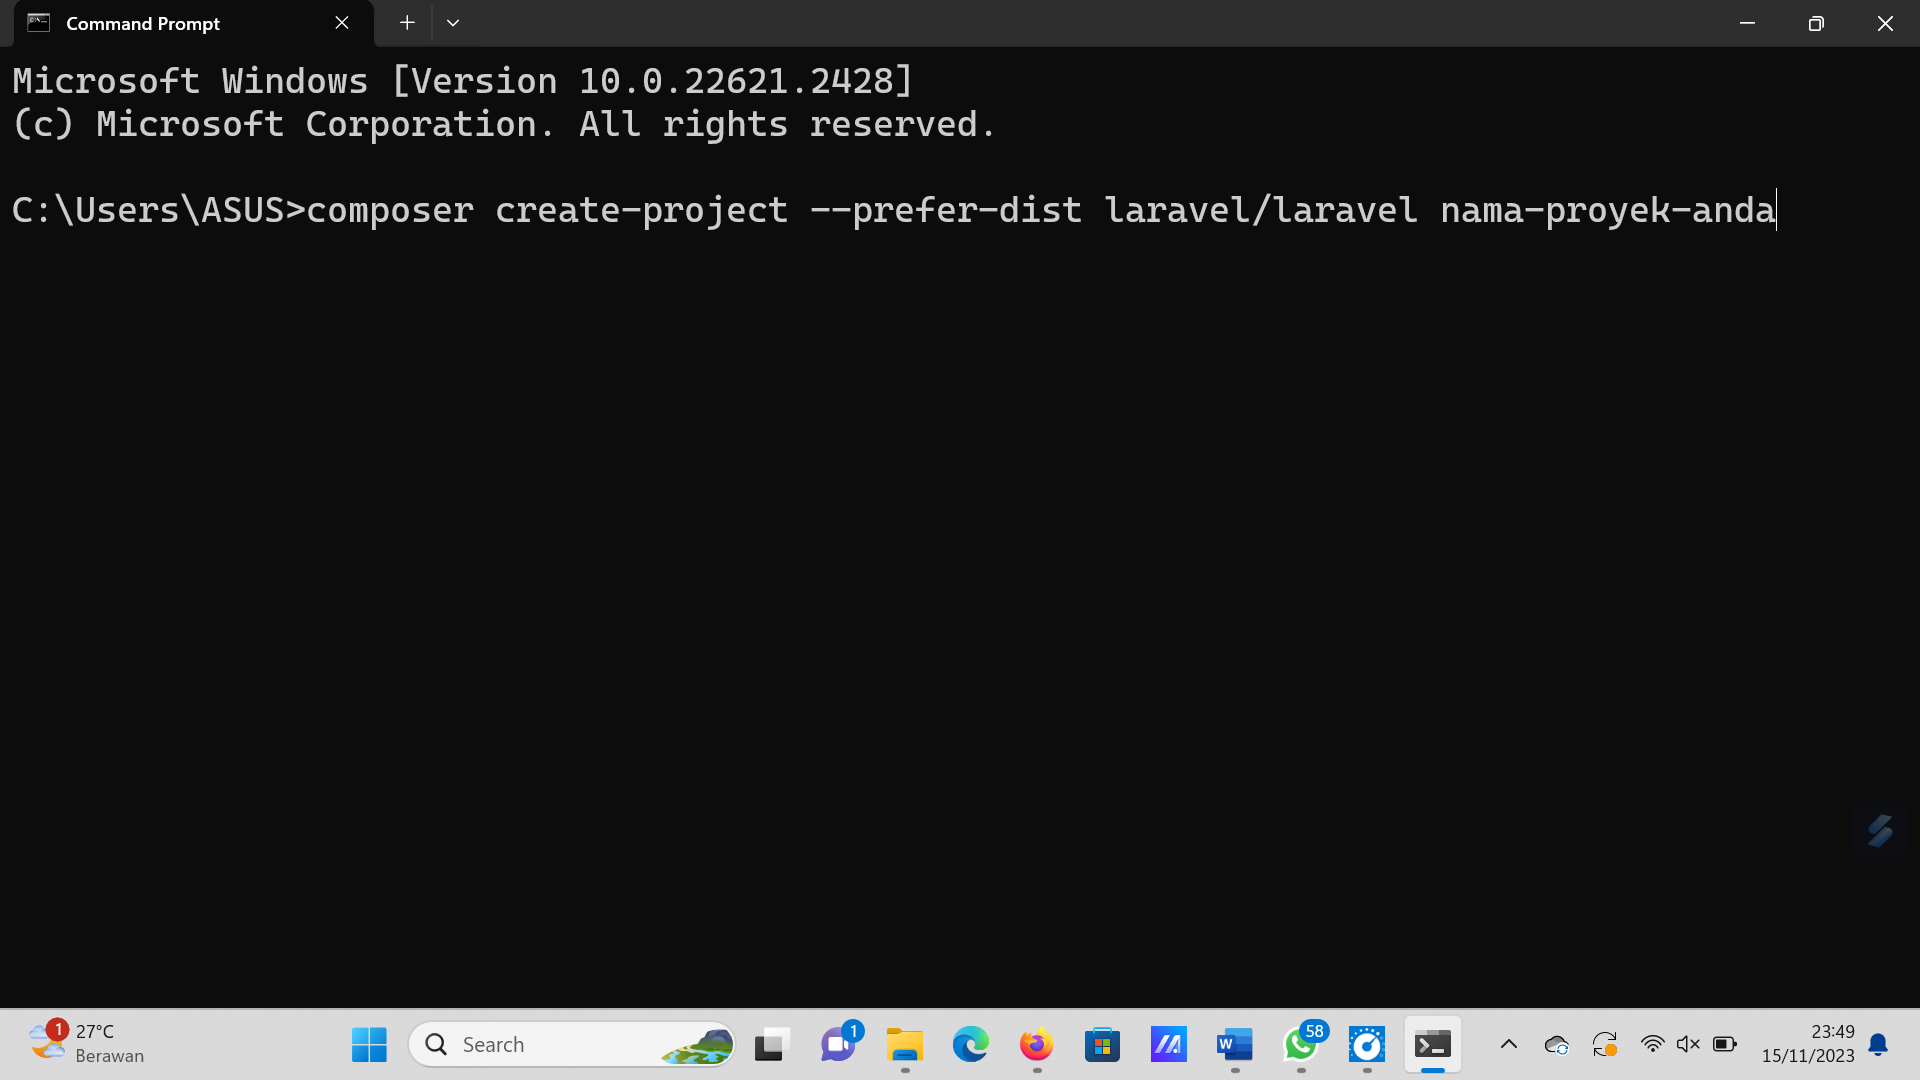 Command Prompt
Microsoft Windows [Version 10.0.22621.2428]
(c) Microsoft Corporation. All rights reserved.
C:\Users\ASUS>composer create-project --prefer-dist laravel/laravel nama-proyek-anda
1
27°C
Berawan
Search
1
W
58
23:49
15/11/2023